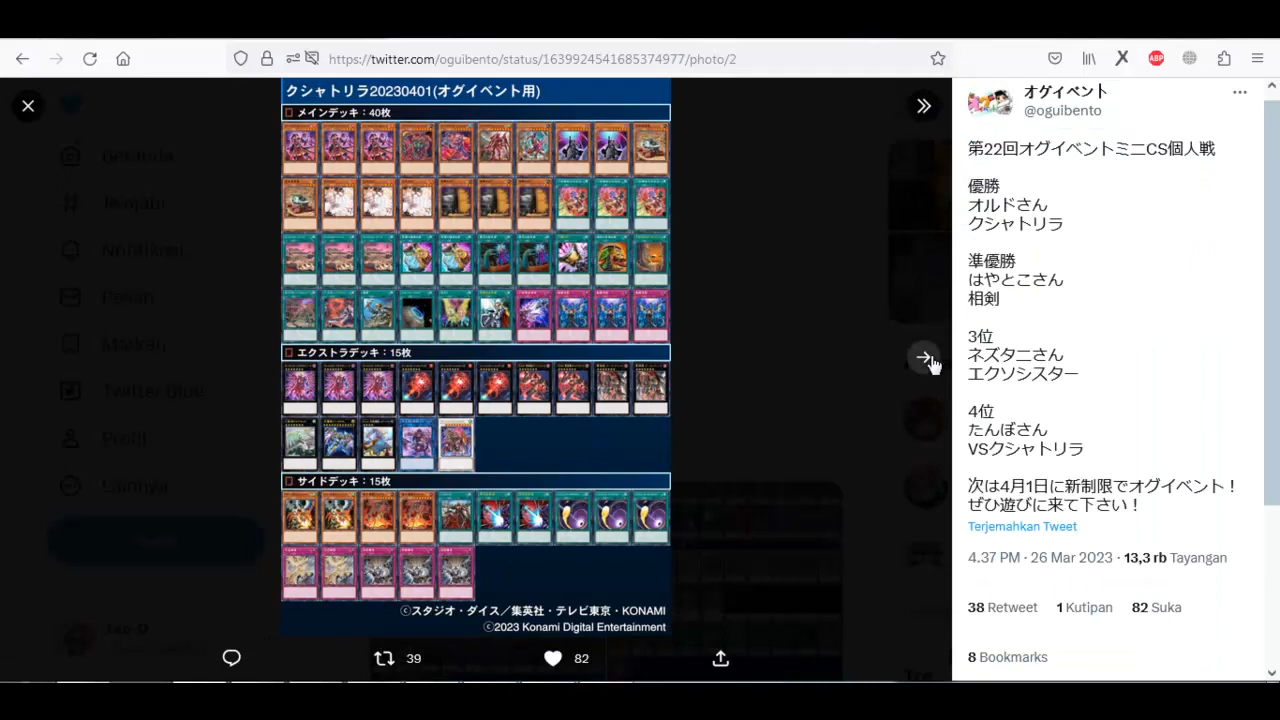 https://twitter.com/oguibento/status/1639924541685374977/photo/2
ABP
クシャトリラ20230401(オグイベント用)
メインデッキ：40枚
エクストラデッキ：15枚
サイドデッキ：15枚
ⓒスタジオ・ダイス／集英社・テレビ東京・KONAMI
ⓒ2023 Konami Digital Entertainment
39
82
オグイベント
@oguibento
第22回オグイベントミニCS個人戦
優勝
オルドさん
クシャトリラ
準優勝
はやとこさん
相剣
3位
ネズタニさん
エクソシスター
4位
たんぼさん
VSクシャトリラ
次は4月1日に新制限でオグイベント！
ぜひ遊びに来て下さい！
Terjemahkan Tweet
4.37 PM · 26 Mar 2023 · 13,3 rb Tayangan
38 Retweet 1 Kutipan 82 Suka
8 Bookmarks